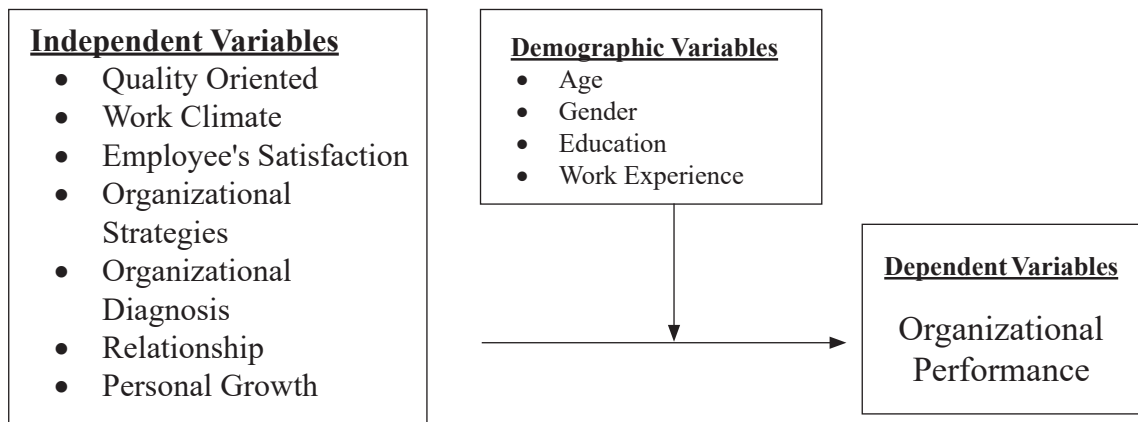 Independent Variables
• Quality Oriented
• Work Climate
• Employee's Satisfaction
• Organizational
Strategies
• Organizational
Diagnosis
• Relationship
• Personal Growth
Demographic Variables
• Age
• Gender
• Education
• Work Experience
Dependent Variables
Organizational
Performance